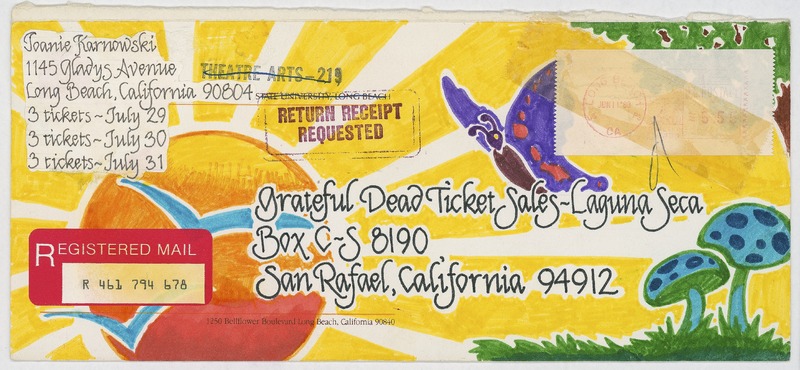 Joanie Karnowski
1145 Gladys Avenue
Long Beach, California 90804
3 tickets~July 29
3 tickets~July 30
3 tickets~July 31
THEATRE ARTS-219
STATE UNIVERSITY, LONG BEACH
RETURN RECEIPT
REQUESTED
CA
Grateful Dead Ticket Sales~Laguna Seca
Box C~S 8190
San Rafael, California 94912
REGISTERED MAIL
R 461 794 678
1250 Bellflower Boulevard Long Beach, California 90840